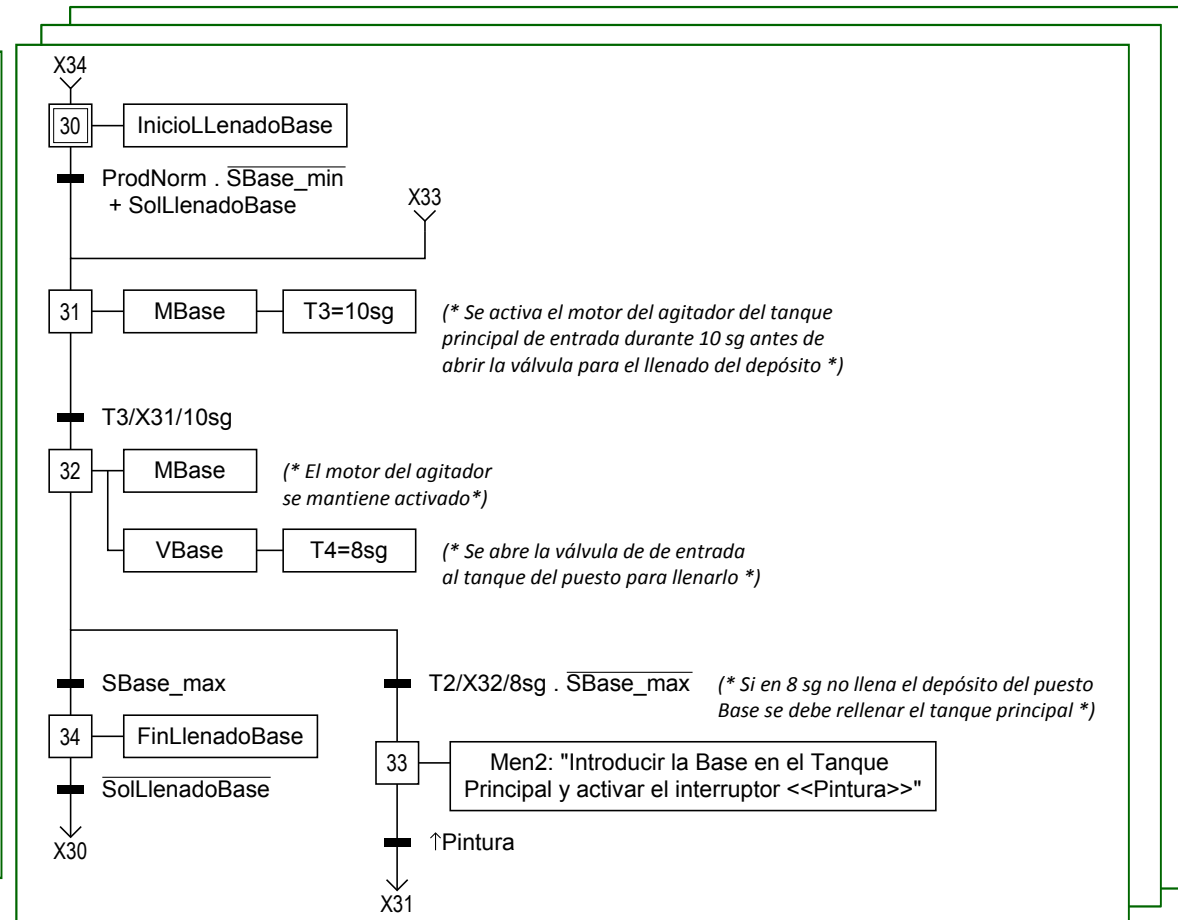 X34
30
InicioLLenadoBase
ProdNorm . S̅B̅a̅s̅e̅_̅m̅i̅n̅
+ SolLlenadoBase
X33
31
MBase
T3=10sg
(* Se activa el motor del agitador del tanque
principal de entrada durante 10 sg antes de
abrir la válvula para el llenado del depósito *)
T3/X31/10sg
32
MBase
(* El motor del agitador
se mantiene activado*)
VBase
T4=8sg
(* Se abre la válvula de de entrada
al tanque del puesto para llenarlo *)
SBase_max
T2/X32/8sg . S̅B̅a̅s̅e̅_̅m̅a̅x̅
(* Si en 8 sg no llena el depósito del puesto
Base se debe rellenar el tanque principal *)
34
FinLlenadoBase
33
Men2: "Introducir la Base en el Tanque
Principal y activar el interruptor <<Pintura>>"
S̅o̅l̅L̅l̅e̅n̅a̅d̅o̅B̅a̅s̅e̅
↑Pintura
X30
X31